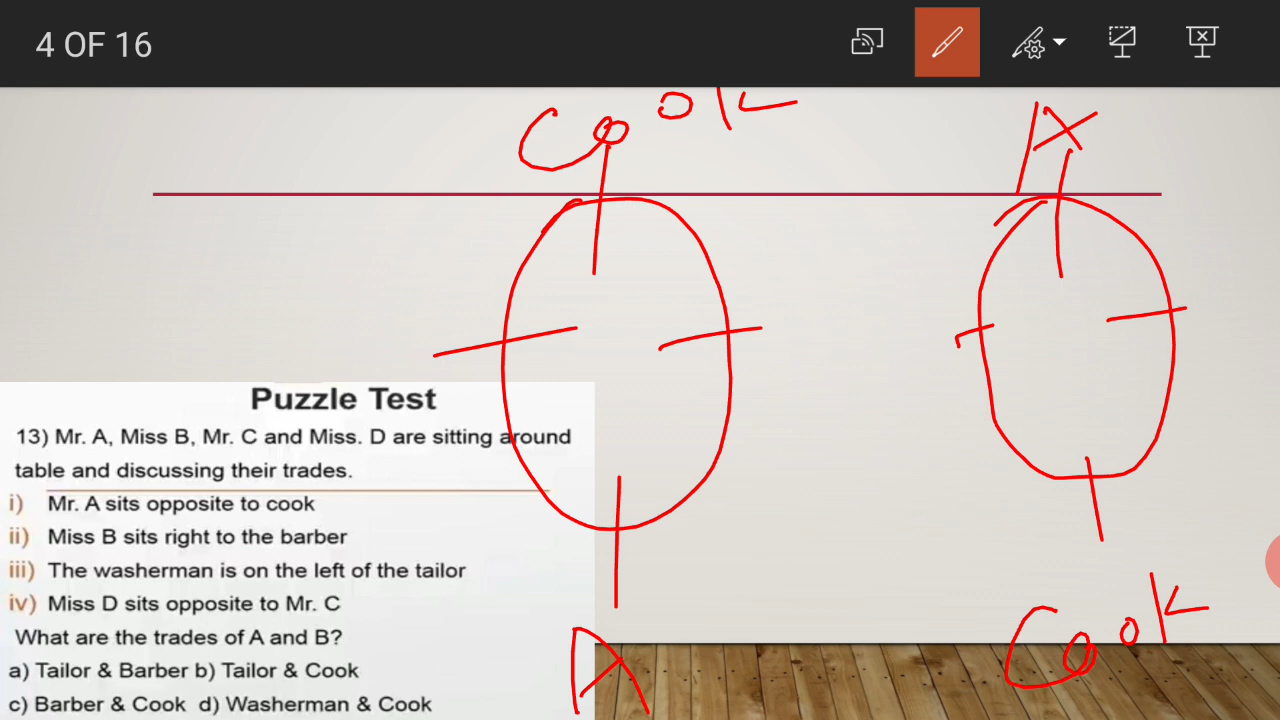 4 OF 16
Cook
A
Puzzle Test
13) Mr. A, Miss B, Mr. C and Miss. D are sitting around
table and discussing their trades.
i) Mr. A sits opposite to cook
ii) Miss B sits right to the barber
iii) The washerman is on the left of the tailor
iv) Miss D sits opposite to Mr. C
What are the trades of A and B?
a) Tailor & Barber b) Tailor & Cook
c) Barber & Cook d) Washerman & Cook
A
Cook